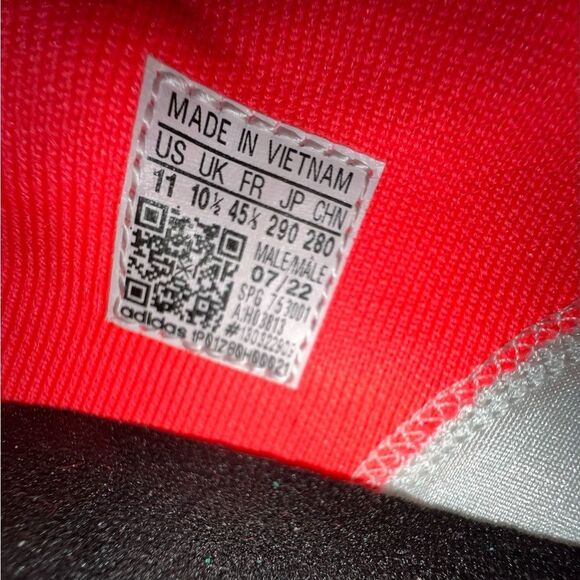 MADE IN VIETNAM
US UK FR JP CHN
11 10½ 45⅓ 290 280
MALE/MÂLE
07/22
SPG 753001
A:H03613
adidas